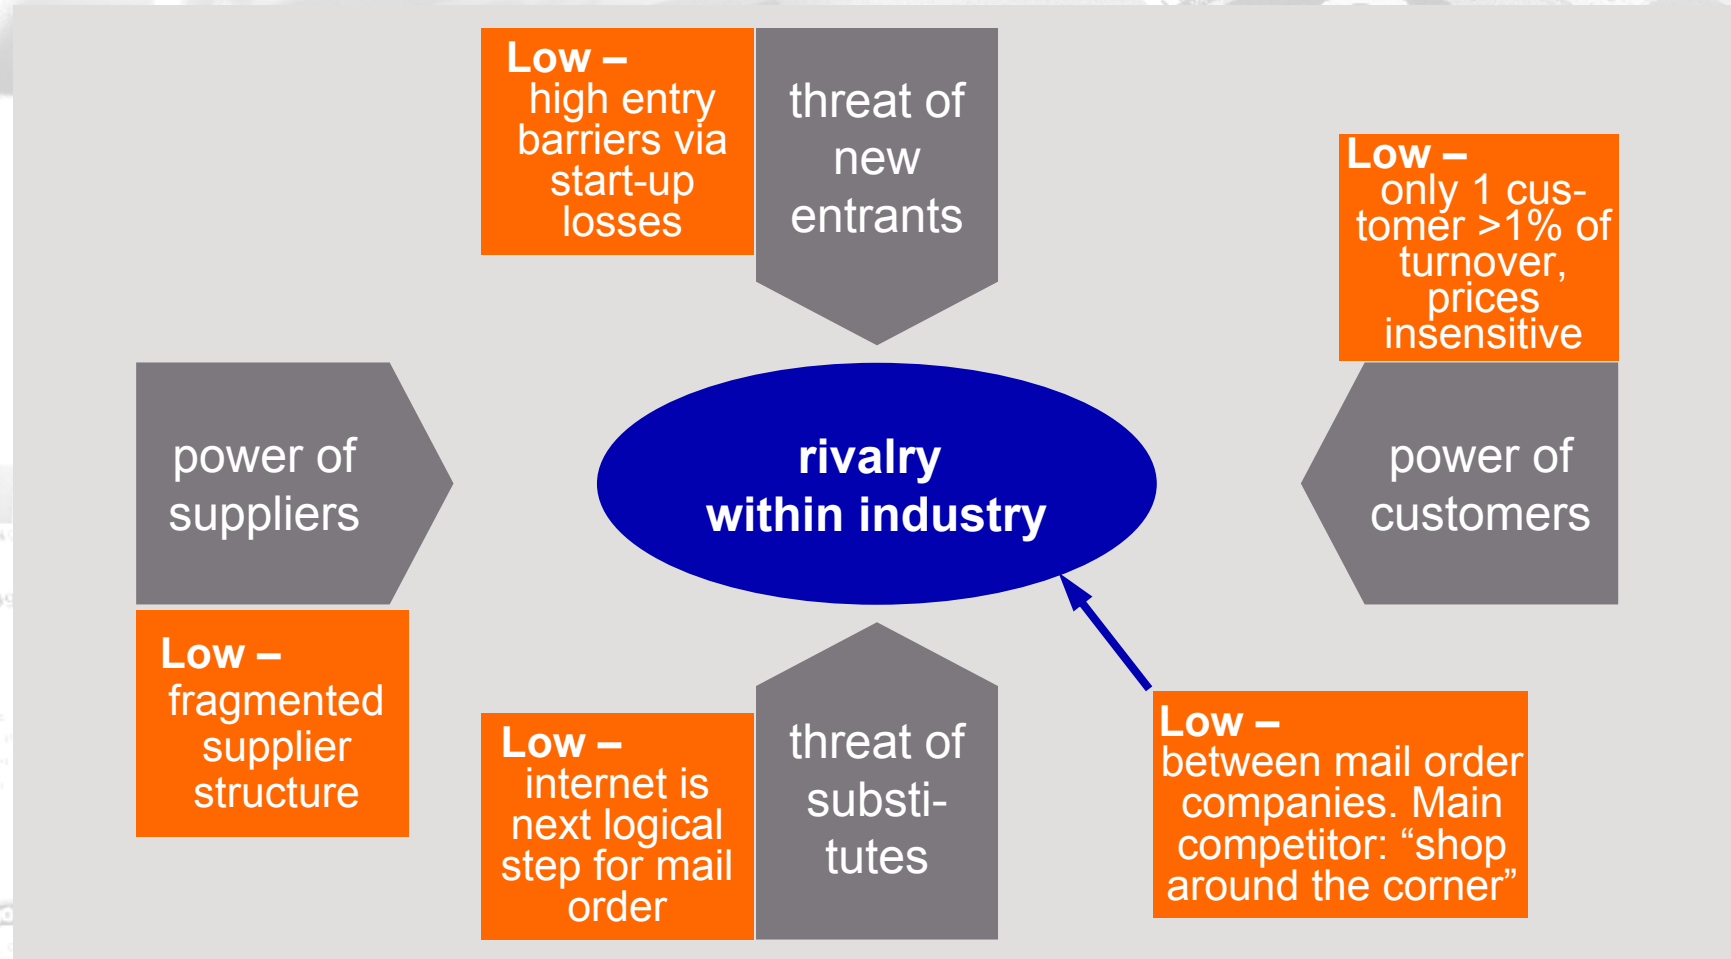 Low –
high entry
barriers via
start-up
losses
threat of
new
entrants
Low –
only 1 cus-
tomer >1% of
turnover,
prices
insensitive
power of
suppliers
rivalry
within industry
power of
customers
Low –
fragmented
supplier
structure
Low –
internet is
next logical
step for mail
order
threat of
substi-
tutes
Low –
between mail order
companies. Main
competitor: “shop
around the corner”